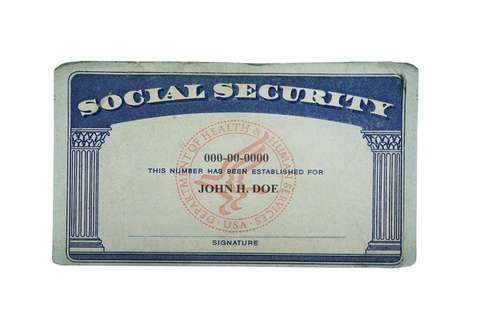 SOCIAL SECURITY
000-00-0000
THIS NUMBER HAS BEEN ESTABLISHED FOR
JOHN H. DOE
DEPARTMENT OF HEALTH & HUMAN SERVICES · USA ·
SIGNATURE